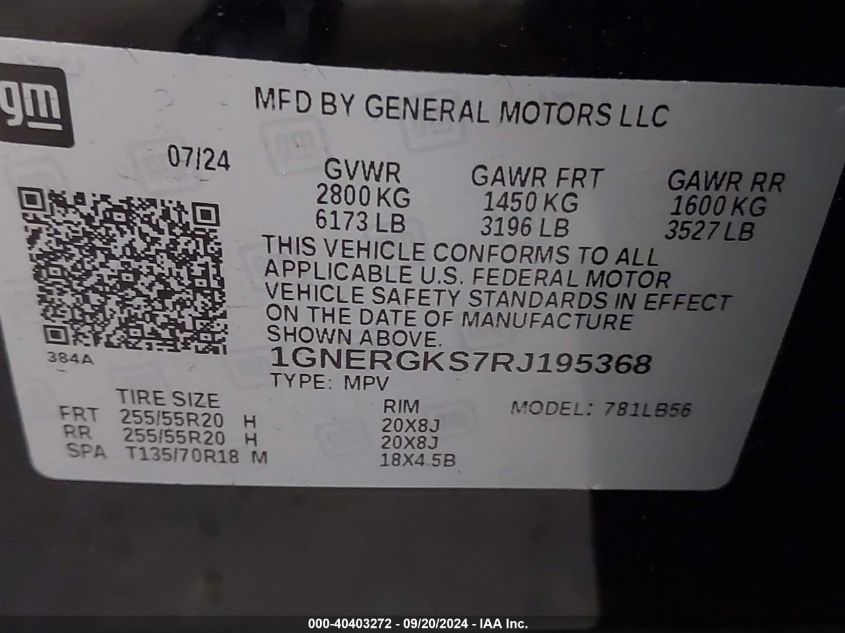 gm
MFD BY GENERAL MOTORS LLC
07/24
GVWR GAWR FRT GAWR RR
2800 KG 1450 KG 1600 KG
6173 LB 3196 LB 3527 LB
THIS VEHICLE CONFORMS TO ALL
APPLICABLE U.S. FEDERAL MOTOR
VEHICLE SAFETY STANDARDS IN EFFECT
ON THE DATE OF MANUFACTURE
SHOWN ABOVE.
384A
1GNERGKS7RJ195368
TYPE: MPV
TIRE SIZE RIM MODEL: 781LB56
FRT 255/55R20 H 20X8J
RR 255/55R20 H 20X8J
SPA T135/70R18 M 18X4.5B
000-40403272 - 09/20/2024 - IAA Inc.